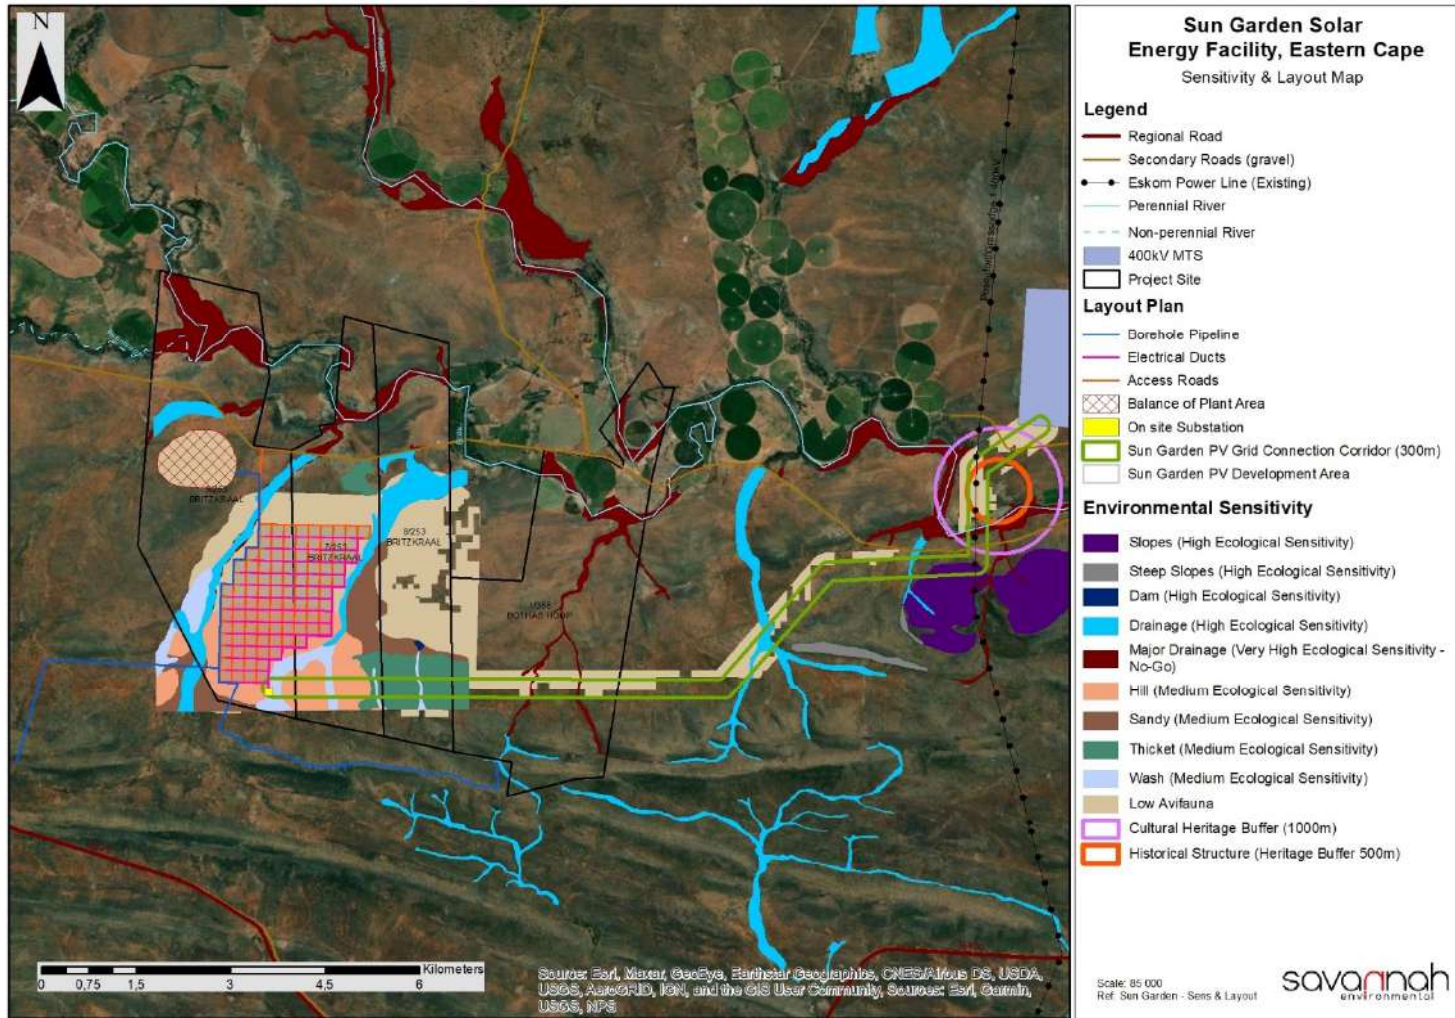 N
Sun Garden Solar
Energy Facility, Eastern Cape
Sensitivity & Layout Map
Legend
Regional Road
Secondary Roads (gravel)
Eskom Power Line (Existing)
Perennial River
Non-perennial River
400kV MTS
Project Site
Layout Plan
Borehole Pipeline
Electrical Ducts
Access Roads
Balance of Plant Area
On site Substation
Sun Garden PV Grid Connection Corridor (300m)
Sun Garden PV Development Area
Environmental Sensitivity
Slopes (High Ecological Sensitivity)
Steep Slopes (High Ecological Sensitivity)
Dam (High Ecological Sensitivity)
Drainage (High Ecological Sensitivity)
Major Drainage (Very High Ecological Sensitivity -
No-Go)
Hill (Medium Ecological Sensitivity)
Sandy (Medium Ecological Sensitivity)
Thicket (Medium Ecological Sensitivity)
Wash (Medium Ecological Sensitivity)
Low Avifauna
Cultural Heritage Buffer (1000m)
Historical Structure (Heritage Buffer 500m)
BRITZKRAAL
BRITZKRAAL
8/253
BRITZKRAAL
BOTHAS HOOP
Kilometers
0 0,75 1,5 3 4,5 6
Source: Esri, Maxar, GeoEye, Earthstar Geographics, CNES/Airbus DS, USDA,
USGS, AeroGRID, IGN, and the GIS User Community, Sources: Esri, Garmin,
USGS, NPS
Scale: 85 000
Ref: Sun Garden - Sens & Layout
savannah
environmental